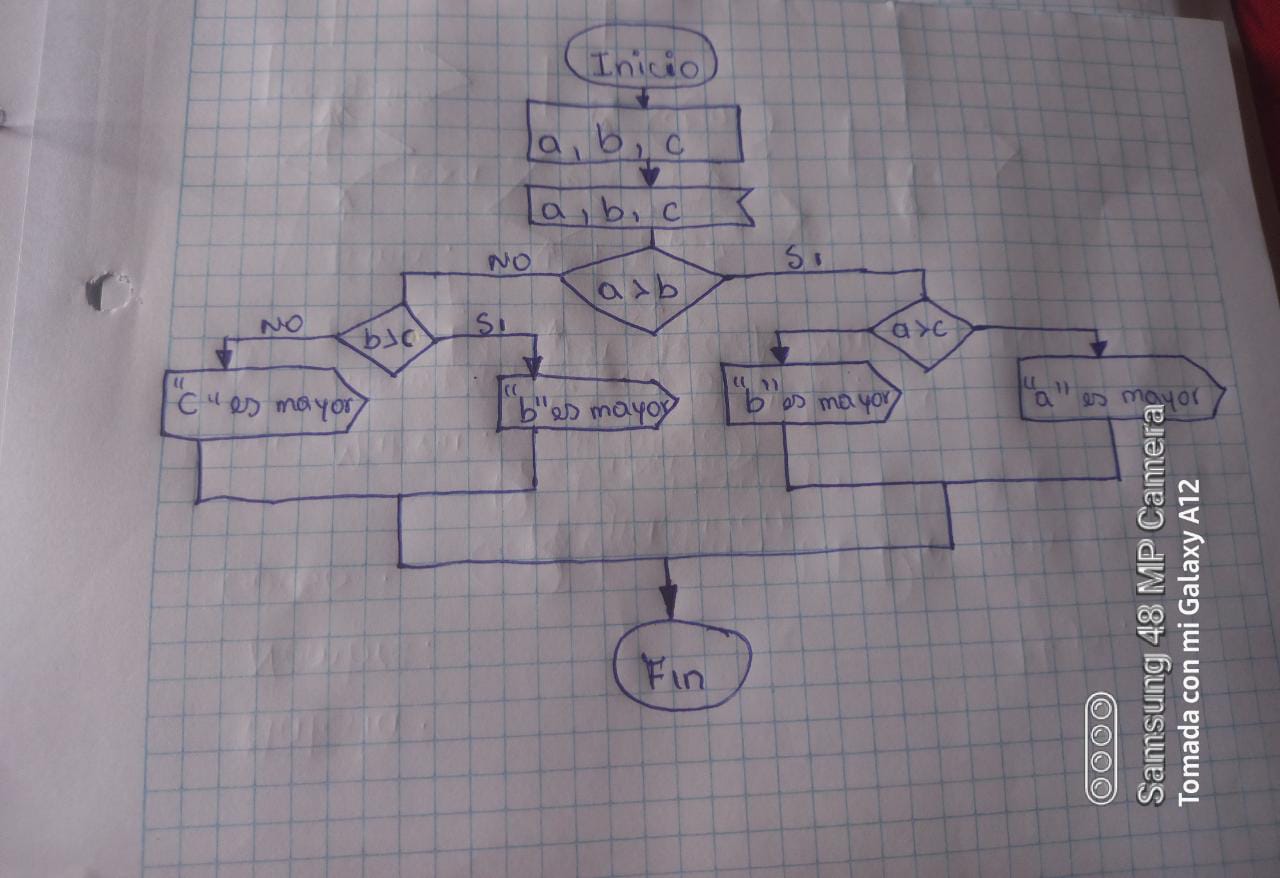 Inicio
a, b, c
a, b, c
NO
a > b
Si
NO
b>c
Si
a>c
"c" es mayor
"b" es mayor
"b" es mayor
"a" es mayor
Fin
Samsung 48 MP Camera
Tomada con mi Galaxy A12